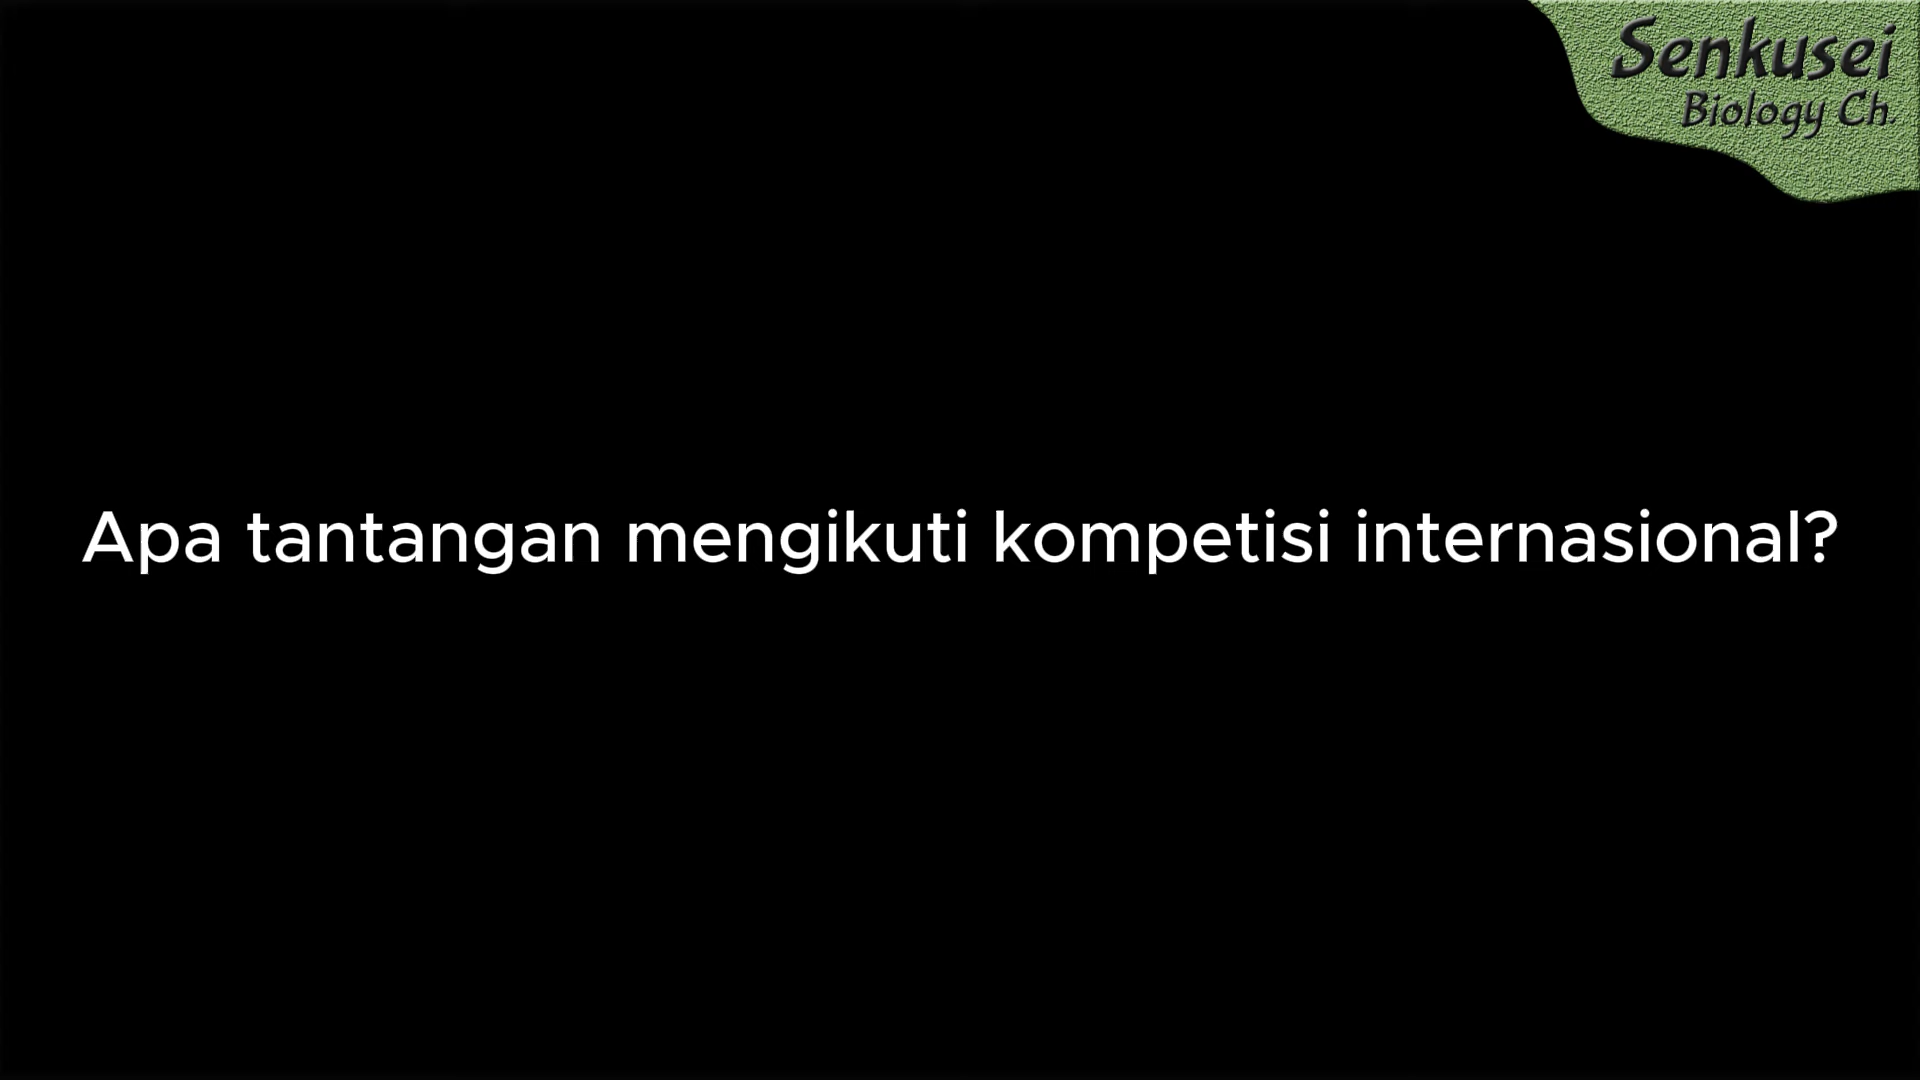 Senkusei
Biology Ch.
Apa tantangan mengikuti kompetisi internasional?